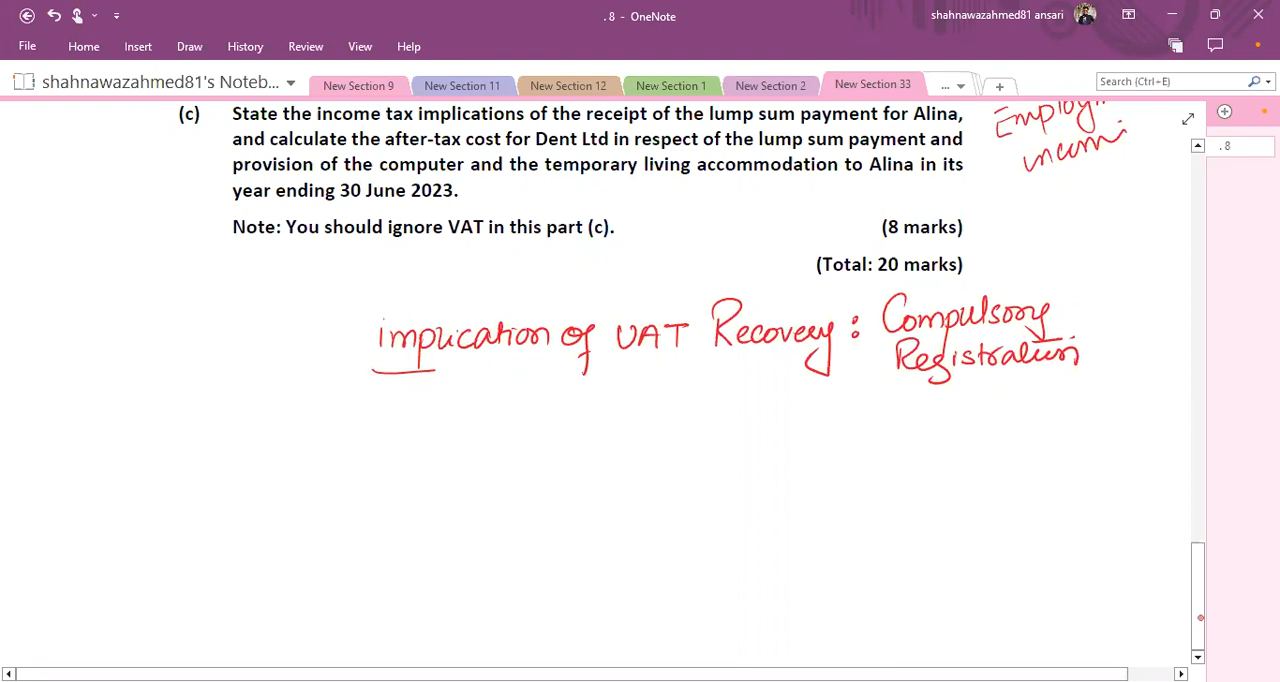 . 8 - OneNote
shahnawazahmed81 ansari
File Home Insert Draw History Review View Help
shahnawazahmed81's Noteb... New Section 9 New Section 11 New Section 12 New Section 1 New Section 2 New Section 33 ... +
Search (Ctrl+E)
(c) State the income tax implications of the receipt of the lump sum payment for Alina,
and calculate the after-tax cost for Dent Ltd in respect of the lump sum payment and
provision of the computer and the temporary living accommodation to Alina in its
year ending 30 June 2023.
Note: You should ignore VAT in this part (c). (8 marks)
(Total: 20 marks)
. 8
implication of VAT Recovery : Compulsory
Registration